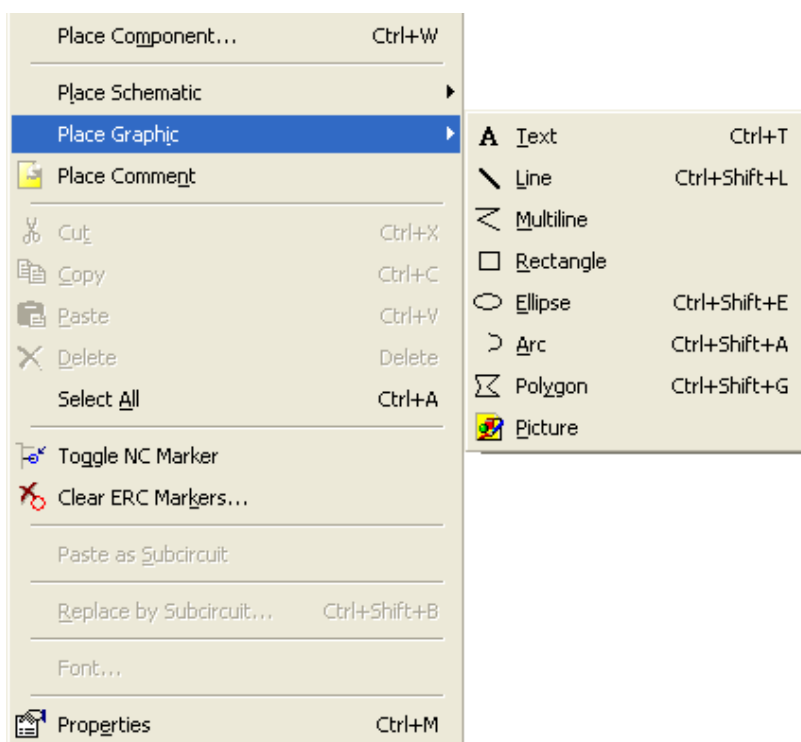 Place Component... Ctrl+W
Place Schematic
Place Graphic
Place Comment
Cut Ctrl+X
Copy Ctrl+C
Paste Ctrl+V
Delete Delete
Select All Ctrl+A
Toggle NC Marker
Clear ERC Markers...
Paste as Subcircuit
Replace by Subcircuit... Ctrl+Shift+B
Font...
Properties Ctrl+M
Text Ctrl+T
Line Ctrl+Shift+L
Multiline
Rectangle
Ellipse Ctrl+Shift+E
Arc Ctrl+Shift+A
Polygon Ctrl+Shift+G
Picture